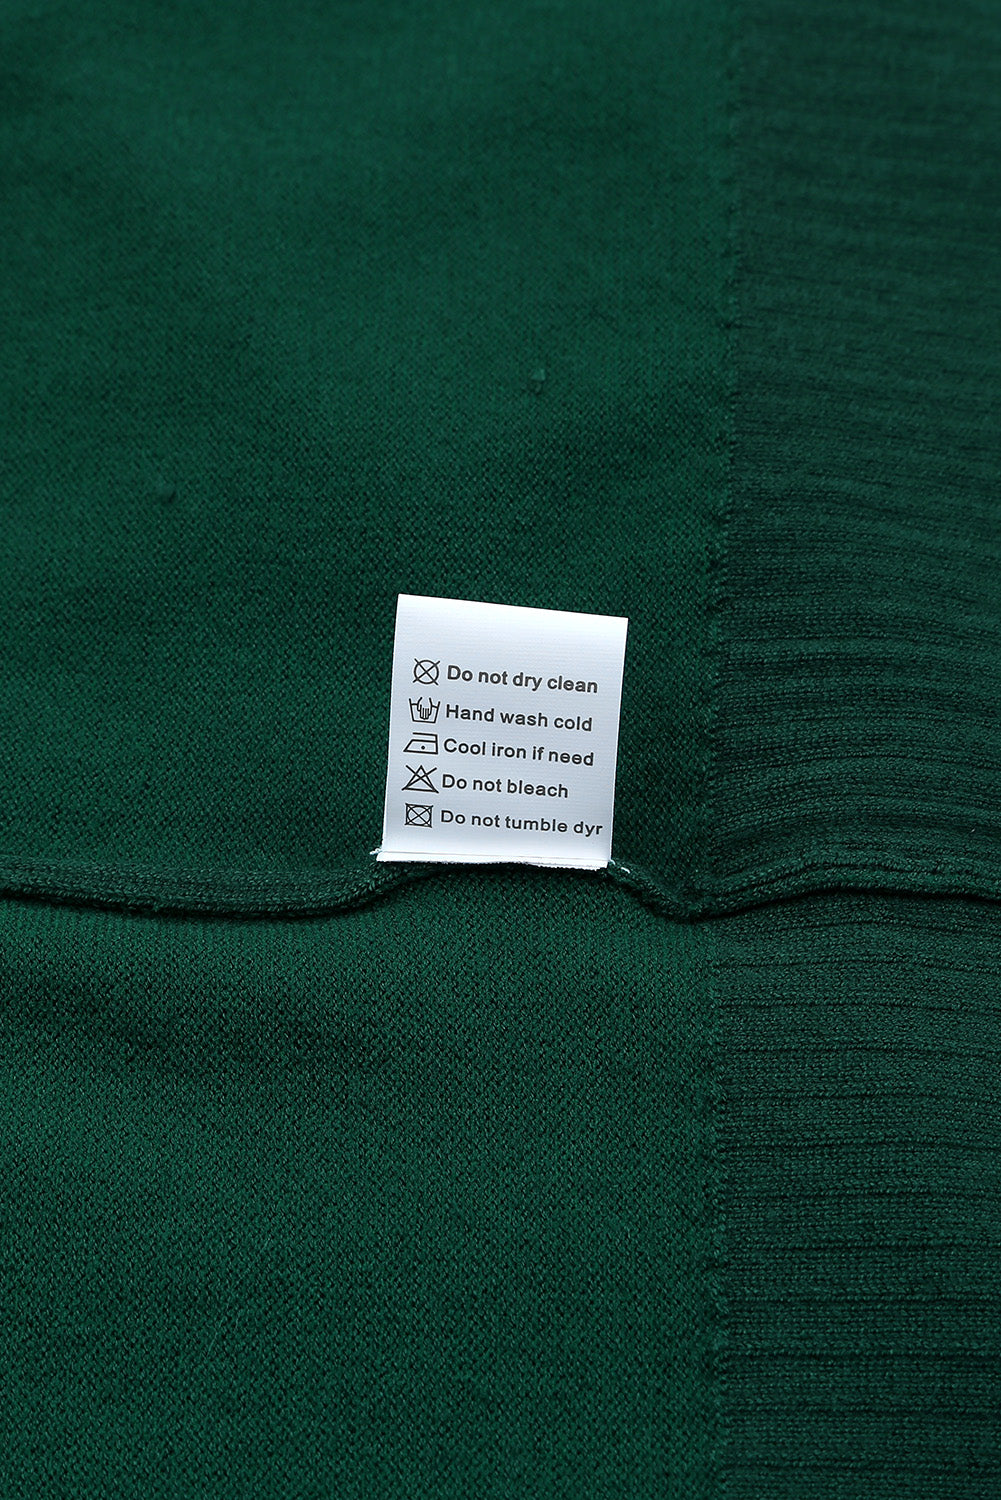 Do not dry clean
Hand wash cold
Cool iron if need
Do not bleach
Do not tumble dyr